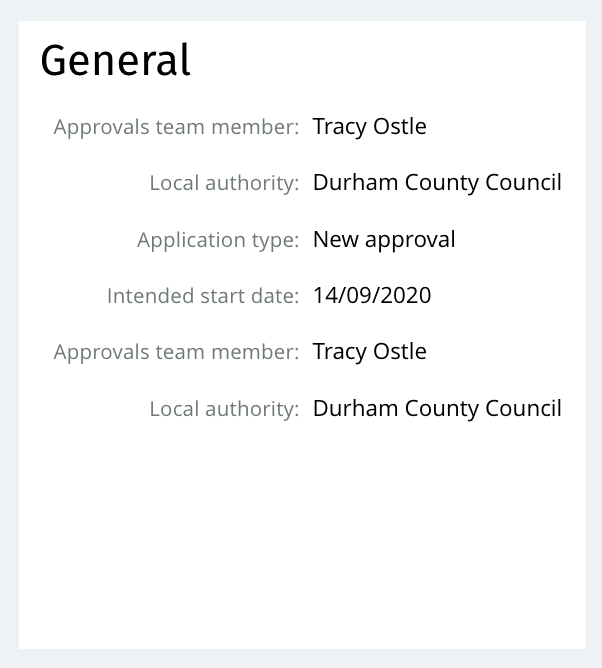 General
Approvals team member: Tracy Ostle
Local authority: Durham County Council
Application type: New approval
Intended start date: 14/09/2020
Approvals team member: Tracy Ostle
Local authority: Durham County Council